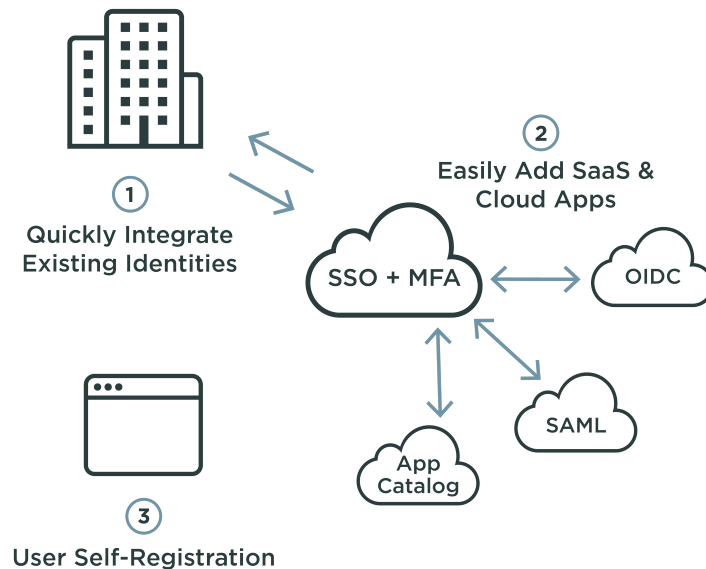 1
Quickly Integrate
Existing Identities
2
Easily Add SaaS &
Cloud Apps
SSO + MFA
OIDC
SAML
App
Catalog
3
User Self-Registration